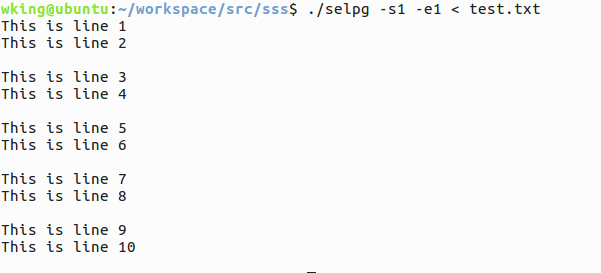 wking@ubuntu:~/workspace/src/sss$ ./selpg -s1 -e1 < test.txt
This is line 1
This is line 2
This is line 3
This is line 4
This is line 5
This is line 6
This is line 7
This is line 8
This is line 9
This is line 10